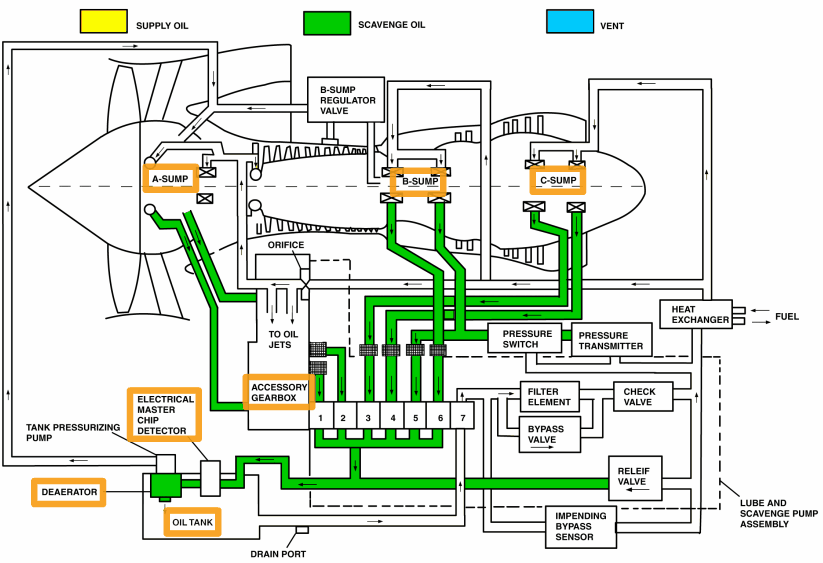 SUPPLY OIL
SCAVENGE OIL
VENT
B-SUMP
REGULATOR
VALVE
A-SUMP
B-SUMP
C-SUMP
ORIFICE
TO OIL
JETS
HEAT
EXCHANGER
FUEL
PRESSURE
SWITCH
PRESSURE
TRANSMITTER
ACCESSORY
GEARBOX
ELECTRICAL
MASTER
CHIP
DETECTOR
FILTER
ELEMENT
CHECK
VALVE
1 2 3 4 5 6 7
TANK PRESSURIZING
PUMP
BYPASS
VALVE
DEAERATOR
RELEIF
VALVE
LUBE AND
SCAVENGE PUMP
ASSEMBLY
OIL TANK
IMPENDING
BYPASS
SENSOR
DRAIN PORT